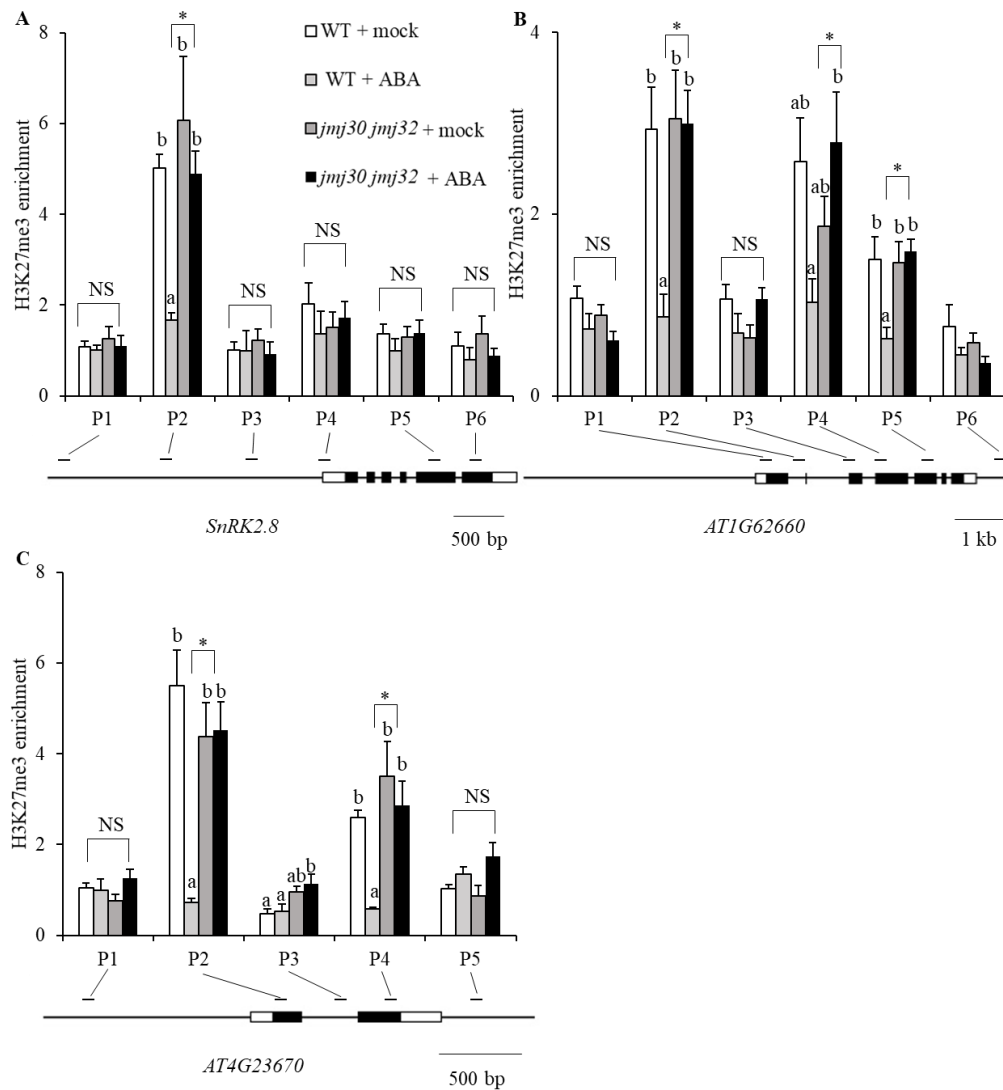 A
H3K27me3 enrichment
8
6
4
2
0
WT + mock
WT + ABA
jmj30 jmj32 + mock
jmj30 jmj32 + ABA
NS
b a b b *
NS
NS
NS
NS
P1 P2 P3 P4 P5 P6
SnRK2.8
500 bp
B
H3K27me3 enrichment
4
2
0
NS
b a b b *
NS
ab a ab b *
b a b b *
P1 P2 P3 P4 P5 P6
AT1G62660
1 kb
C
H3K27me3 enrichment
8
6
4
2
0
NS
b a b b *
a a ab b
b a b b *
NS
P1 P2 P3 P4 P5
AT4G23670
500 bp